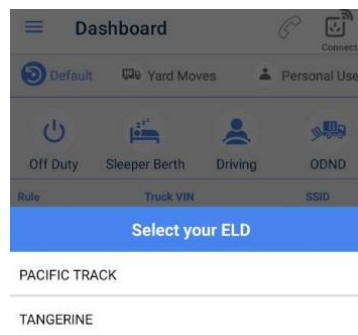 Dashboard
Connect
Default Yard Moves Personal Use
Off Duty Sleeper Berth Driving ODND
Rule Truck VIN SSID
Select your ELD
PACIFIC TRACK
TANGERINE